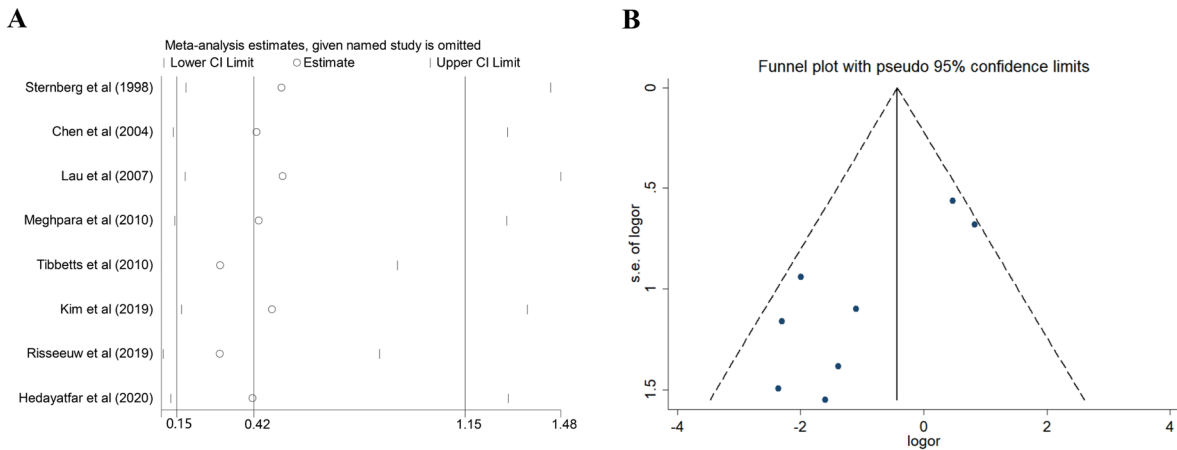 A
Meta-analysis estimates, given named study is omitted
| Lower CI Limit ○ Estimate | Upper CI Limit
Sternberg et al (1998)
Chen et al (2004)
Lau et al (2007)
Meghpara et al (2010)
Tibbetts et al (2010)
Kim et al (2019)
Risseeuw et al (2019)
Hedayatfar et al (2020)
0.15 0.42 1.15 1.48
B
Funnel plot with pseudo 95% confidence limits
0
.5
1
1.5
s.e. of logor
-4 -2 0 2 4
logor